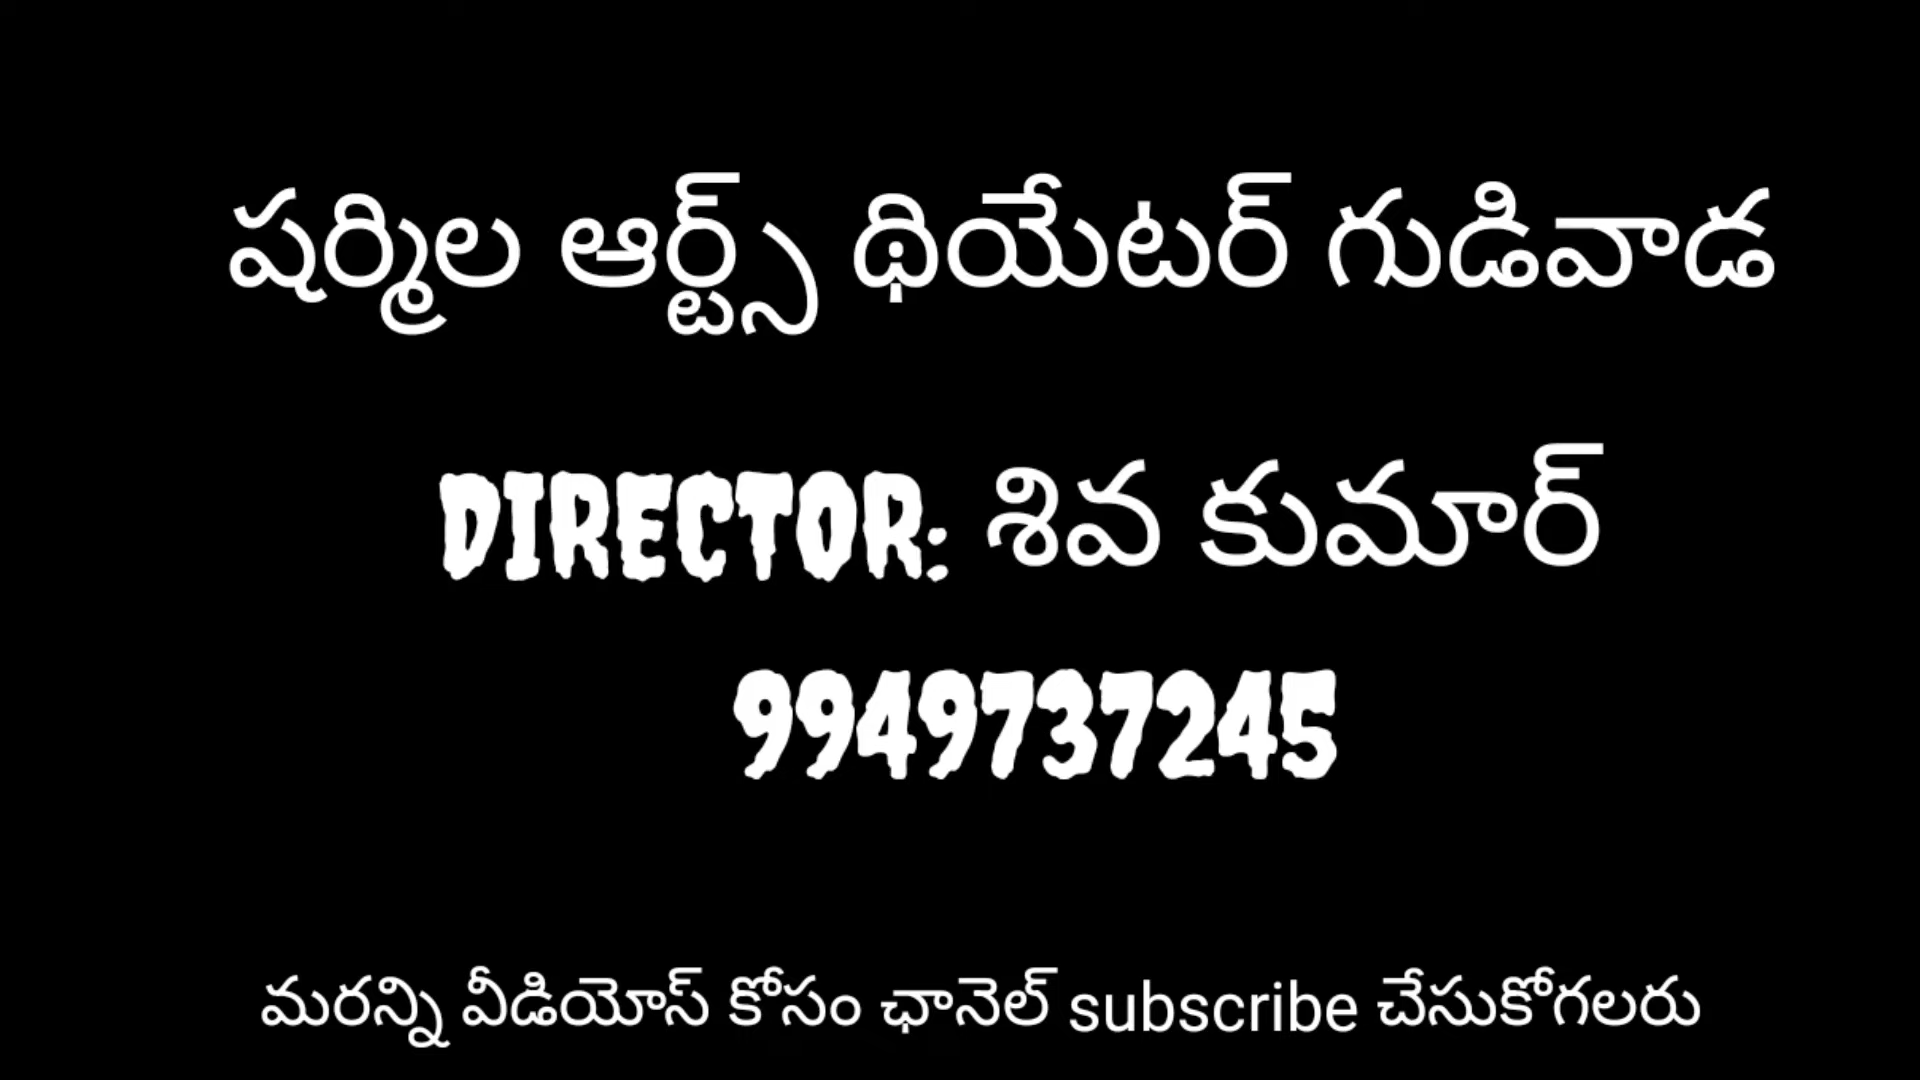 షర్మిల ఆర్ట్స్ థియేటర్ గుడివాడ
DIRECTOR: శివ కుమార్
9949737245
మరన్ని వీడియోస్ కోసం ఛానెల్ subscribe చేసుకోగలరు